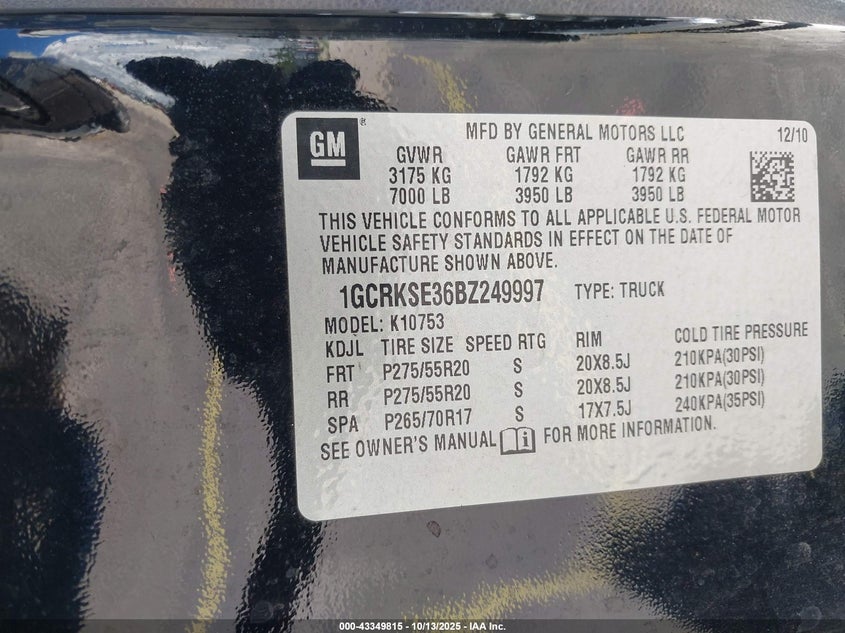 GM ® MFD BY GENERAL MOTORS LLC 12/10
GVWR GAWR FRT GAWR RR
3175 KG 1792 KG 1792 KG
7000 LB 3950 LB 3950 LB
THIS VEHICLE CONFORMS TO ALL APPLICABLE U.S. FEDERAL MOTOR
VEHICLE SAFETY STANDARDS IN EFFECT ON THE DATE OF
MANUFACTURE SHOWN ABOVE.
1GCRKSE36BZ249997 TYPE: TRUCK
MODEL: K10753
KDJL TIRE SIZE SPEED RTG RIM COLD TIRE PRESSURE
FRT P275/55R20 S 20X8.5J 210KPA(30PSI)
RR P275/55R20 S 20X8.5J 210KPA(30PSI)
SPA P265/70R17 S 17X7.5J 240KPA(35PSI)
SEE OWNER'S MANUAL FOR MORE INFORMATION.
000-43349815 - 10/13/2025 - IAA Inc.